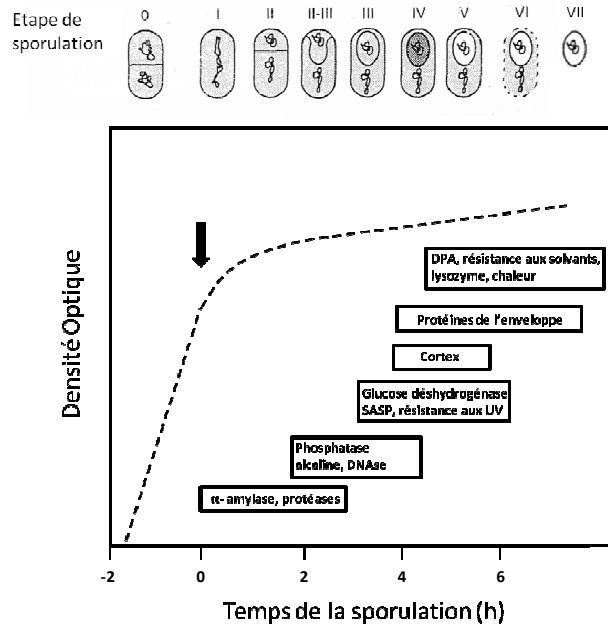 Etape de
sporulation
0 I II II-III III IV V VI VII
Densité Optique
DPA, résistance aux solvants,
lysozyme, chaleur
Protéines de l'enveloppe
Cortex
Glucose déshydrogénase
SASP, résistance aux UV
Phosphatase
alcaline, DNAse
α- amylase, protéases
-2 0 2 4 6
Temps de la sporulation (h)